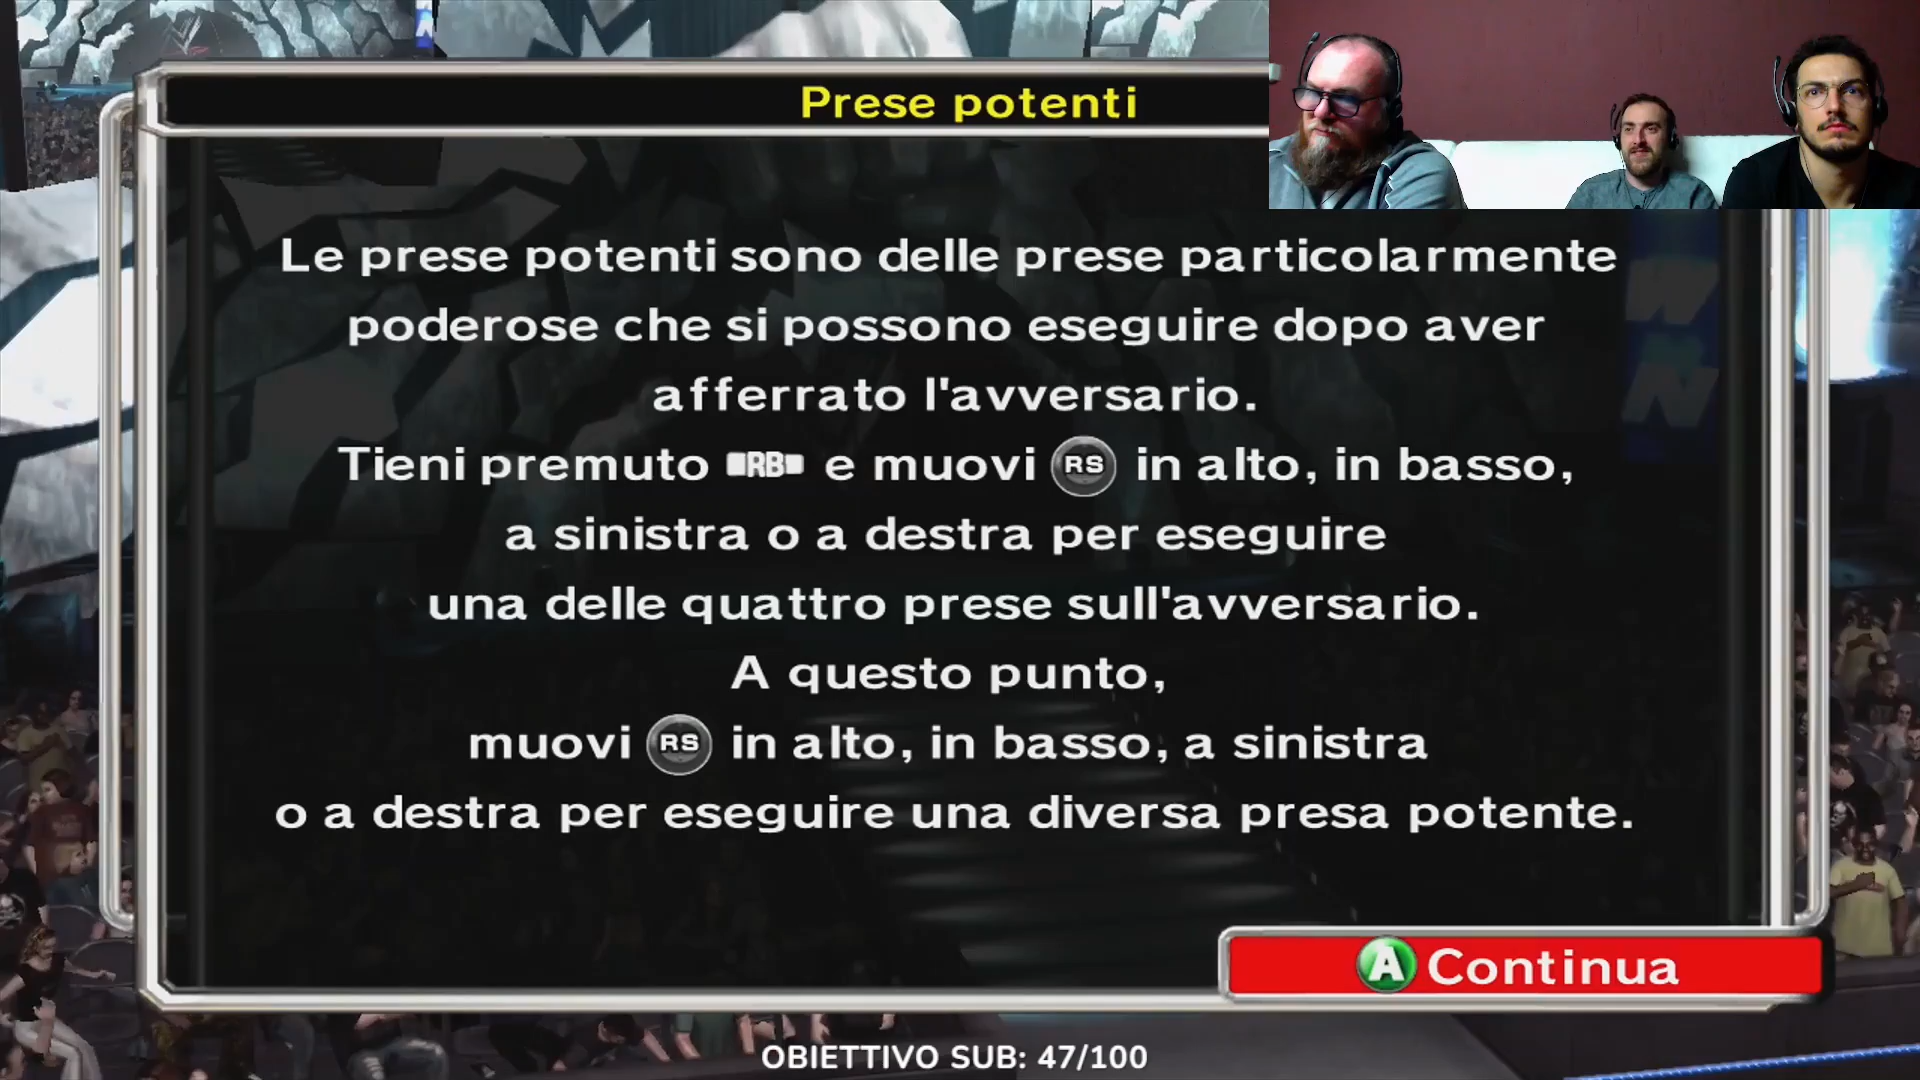 Prese potenti
Le prese potenti sono delle prese particolarmente
poderose che si possono eseguire dopo aver
afferrato l'avversario.
Tieni premuto RB e muovi RS in alto, in basso,
a sinistra o a destra per eseguire
una delle quattro prese sull'avversario.
A questo punto,
muovi RS in alto, in basso, a sinistra
o a destra per eseguire una diversa presa potente.
A Continua
OBIETTIVO SUB: 47/100